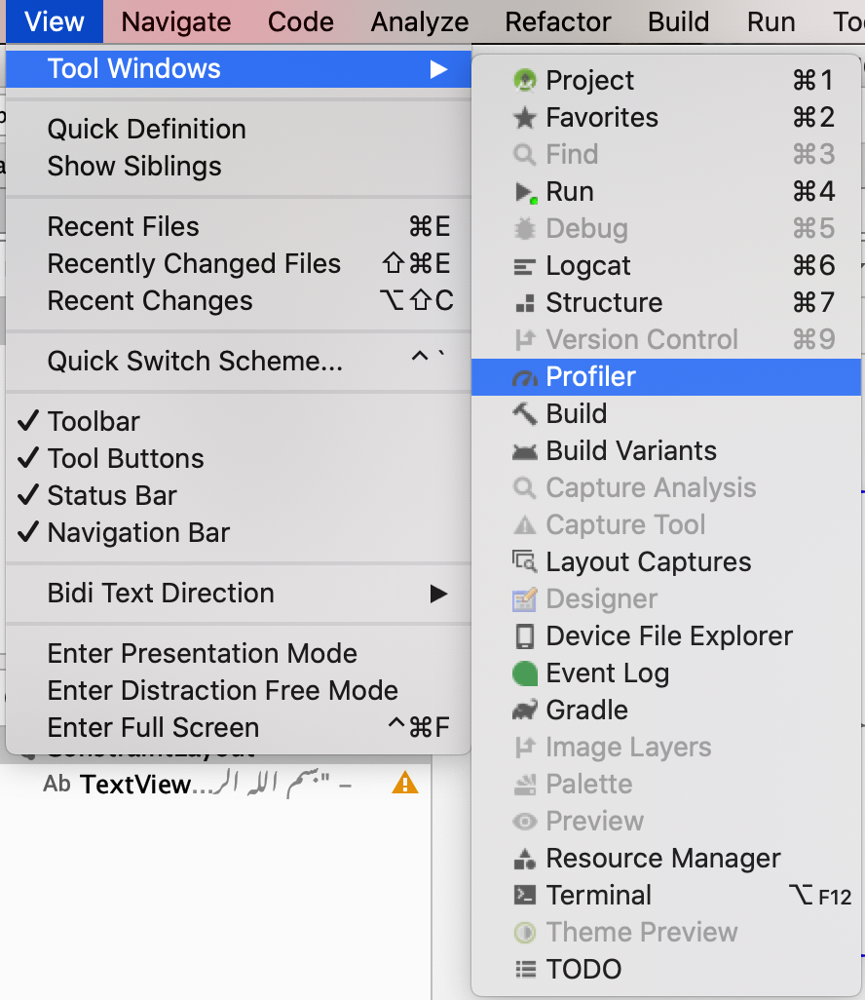 View Navigate Code Analyze Refactor Build Run
Tool Windows
Quick Definition
Show Siblings
Recent Files ⌘E
Recently Changed Files ⇧⌘E
Recent Changes ⌥⇧C
Quick Switch Scheme... ^ `
✓ Toolbar
✓ Tool Buttons
✓ Status Bar
✓ Navigation Bar
Bidi Text Direction
Enter Presentation Mode
Enter Distraction Free Mode
Enter Full Screen ^⌘F
Ab TextView – "بسم الله الر...
Project ⌘1
Favorites ⌘2
Find ⌘3
Run ⌘4
Debug ⌘5
Logcat ⌘6
Structure ⌘7
Version Control ⌘9
Profiler
Build
Build Variants
Capture Analysis
Capture Tool
Layout Captures
Designer
Device File Explorer
Event Log
Gradle
Image Layers
Palette
Preview
Resource Manager
Terminal ⌥F12
Theme Preview
TODO